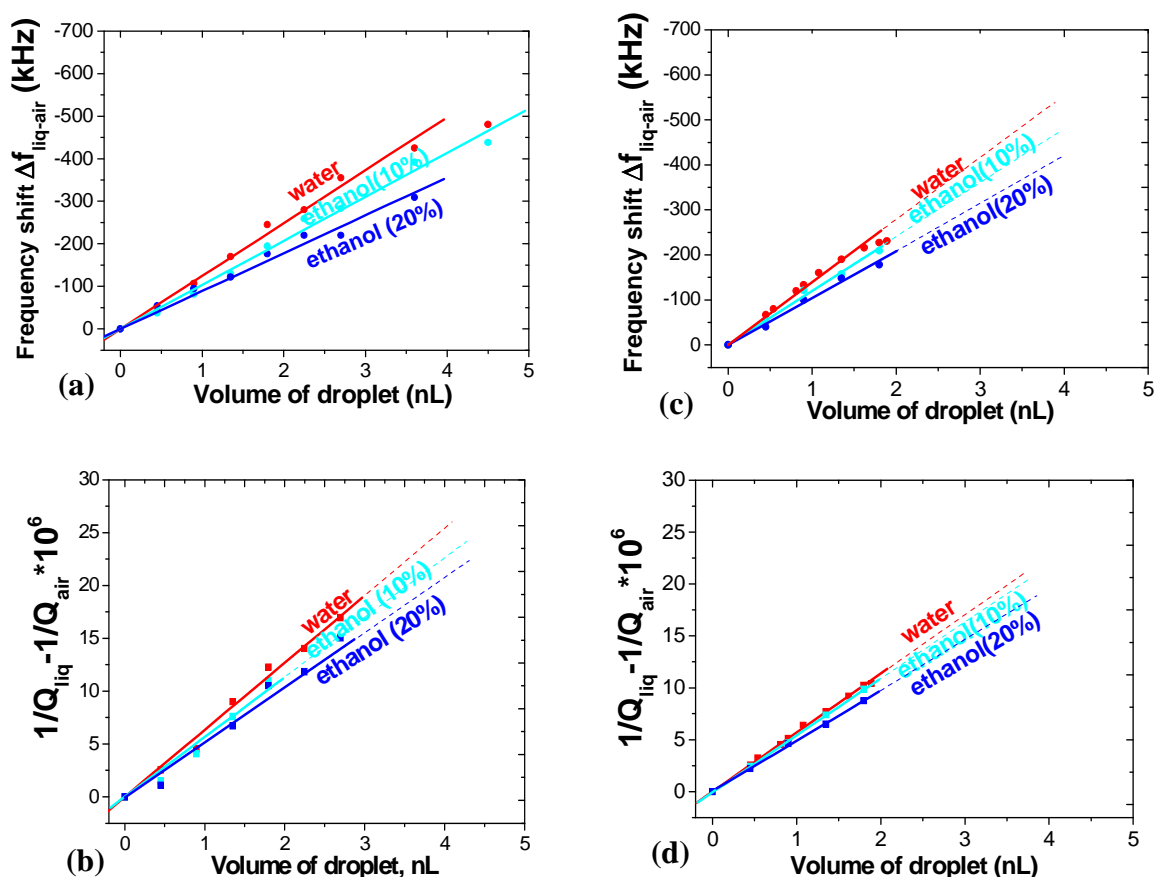 Frequency shift Δf_liq-air (kHz)
-700
-600
-500
-400
-300
-200
-100
0
water
ethanol(10%)
ethanol (20%)
0 1 2 3 4 5
(a) Volume of droplet (nL)
Frequency shift Δf_liq-air (kHz)
-700
-600
-500
-400
-300
-200
-100
0
water
ethanol(10%)
ethanol(20%)
0 1 2 3 4 5
(c) Volume of droplet (nL)
1/Q_liq-1/Q_air*10^6
30
25
20
15
10
5
0
water
ethanol (10%)
ethanol (20%)
0 1 2 3 4 5
(b) Volume of droplet, nL
1/Q_liq-1/Q_air*10^6
30
25
20
15
10
5
0
water
ethanol(10%)
ethanol(20%)
0 1 2 3 4 5
(d) Volume of droplet (nL)